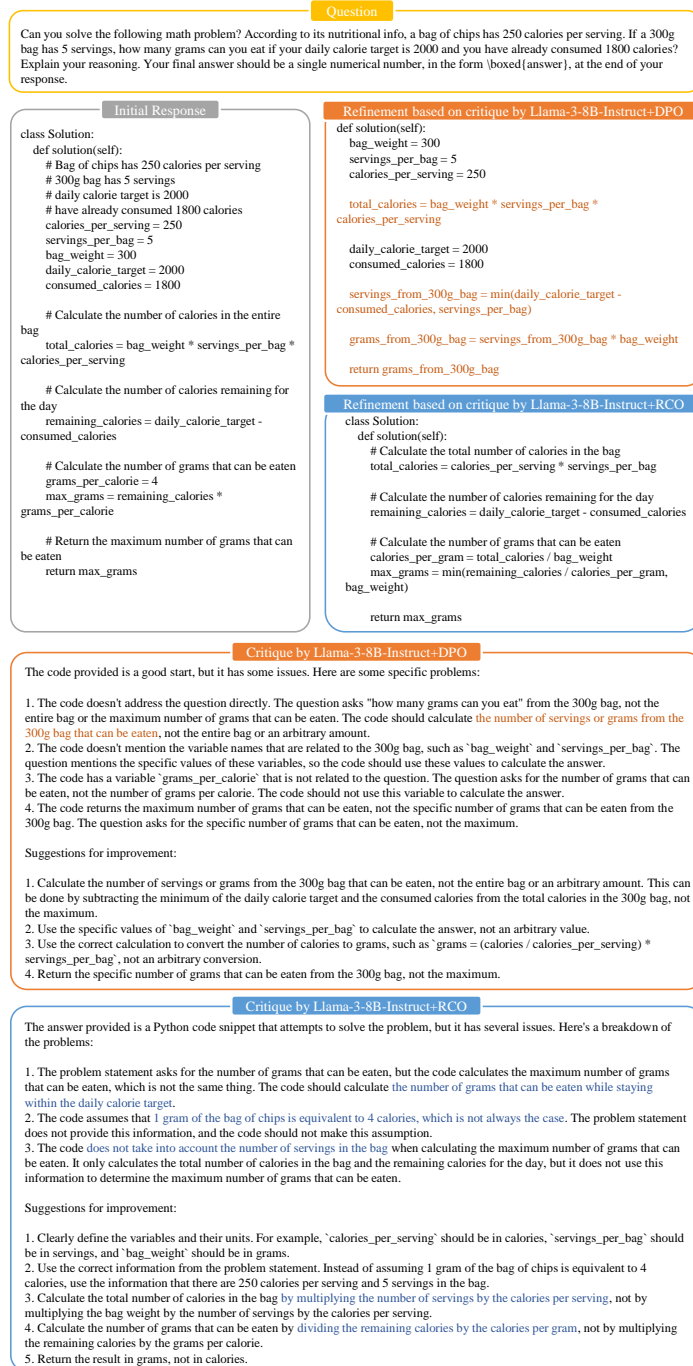 Question
Can you solve the following math problem? According to its nutritional info, a bag of chips has 250 calories per serving. If a 300g
bag has 5 servings, how many grams can you eat if your daily calorie target is 2000 and you have already consumed 1800 calories?
Explain your reasoning. Your final answer should be a single numerical number, in the form \boxed{answer}, at the end of your
response.
Initial Response
class Solution:
def solution(self):
# Bag of chips has 250 calories per serving
# 300g bag has 5 servings
# daily calorie target is 2000
# have already consumed 1800 calories
calories_per_serving = 250
servings_per_bag = 5
bag_weight = 300
daily_calorie_target = 2000
consumed_calories = 1800
# Calculate the number of calories in the entire
bag
total_calories = bag_weight * servings_per_bag *
calories_per_serving
# Calculate the number of calories remaining for
the day
remaining_calories = daily_calorie_target -
consumed_calories
# Calculate the number of grams that can be eaten
grams_per_calorie = 4
max_grams = remaining_calories *
grams_per_calorie
# Return the maximum number of grams that can
be eaten
return max_grams
Refinement based on critique by Llama-3-8B-Instruct+DPO
def solution(self):
bag_weight = 300
servings_per_bag = 5
calories_per_serving = 250
total_calories = bag_weight * servings_per_bag *
calories_per_serving
daily_calorie_target = 2000
consumed_calories = 1800
servings_from_300g_bag = min(daily_calorie_target -
consumed_calories, servings_per_bag)
grams_from_300g_bag = servings_from_300g_bag * bag_weight
return grams_from_300g_bag
Refinement based on critique by Llama-3-8B-Instruct+RCO
class Solution:
def solution(self):
# Calculate the total number of calories in the bag
total_calories = calories_per_serving * servings_per_bag
# Calculate the number of calories remaining for the day
remaining_calories = daily_calorie_target - consumed_calories
# Calculate the number of grams that can be eaten
calories_per_gram = total_calories / bag_weight
max_grams = min(remaining_calories / calories_per_gram,
bag_weight)
return max_grams
Critique by Llama-3-8B-Instruct+DPO
The code provided is a good start, but it has some issues. Here are some specific problems:
1. The code doesn't address the question directly. The question asks "how many grams can you eat" from the 300g bag, not the
entire bag or the maximum number of grams that can be eaten. The code should calculate the number of servings or grams from the
300g bag that can be eaten, not the entire bag or an arbitrary amount.
2. The code doesn't mention the variable names that are related to the 300g bag, such as `bag_weight` and `servings_per_bag`. The
question mentions the specific values of these variables, so the code should use these values to calculate the answer.
3. The code has a variable `grams_per_calorie` that is not related to the question. The question asks for the number of grams that can
be eaten, not the number of grams per calorie. The code should not use this variable to calculate the answer.
4. The code returns the maximum number of grams that can be eaten, not the specific number of grams that can be eaten from the
300g bag. The question asks for the specific number of grams that can be eaten, not the maximum.
Suggestions for improvement:
1. Calculate the number of servings or grams from the 300g bag that can be eaten, not the entire bag or an arbitrary amount. This can
be done by subtracting the minimum of the daily calorie target and the consumed calories from the total calories in the 300g bag, not
the maximum.
2. Use the specific values of `bag_weight` and `servings_per_bag` to calculate the answer, not an arbitrary value.
3. Use the correct calculation to convert the number of calories to grams, such as `grams = (calories / calories_per_serving) *
servings_per_bag`, not an arbitrary conversion.
4. Return the specific number of grams that can be eaten from the 300g bag, not the maximum.
Critique by Llama-3-8B-Instruct+RCO
The answer provided is a Python code snippet that attempts to solve the problem, but it has several issues. Here's a breakdown of
the problems:
1. The problem statement asks for the number of grams that can be eaten, but the code calculates the maximum number of grams
that can be eaten, which is not the same thing. The code should calculate the number of grams that can be eaten while staying
within the daily calorie target.
2. The code assumes that 1 gram of the bag of chips is equivalent to 4 calories, which is not always the case. The problem statement
does not provide this information, and the code should not make this assumption.
3. The code does not take into account the number of servings in the bag when calculating the maximum number of grams that can
be eaten. It only calculates the total number of calories in the bag and the remaining calories for the day, but it does not use this
information to determine the maximum number of grams that can be eaten.
Suggestions for improvement:
1. Clearly define the variables and their units. For example, `calories_per_serving` should be in calories, `servings_per_bag` should
be in servings, and `bag_weight` should be in grams.
2. Use the correct information from the problem statement. Instead of assuming 1 gram of the bag of chips is equivalent to 4
calories, use the information that there are 250 calories per serving and 5 servings in the bag.
3. Calculate the total number of calories in the bag by multiplying the number of servings by the calories per serving, not by
multiplying the bag weight by the number of servings by the calories per serving.
4. Calculate the number of grams that can be eaten by dividing the remaining calories by the calories per gram, not by multiplying
the remaining calories by the grams per calorie.
5. Return the result in grams, not in calories.